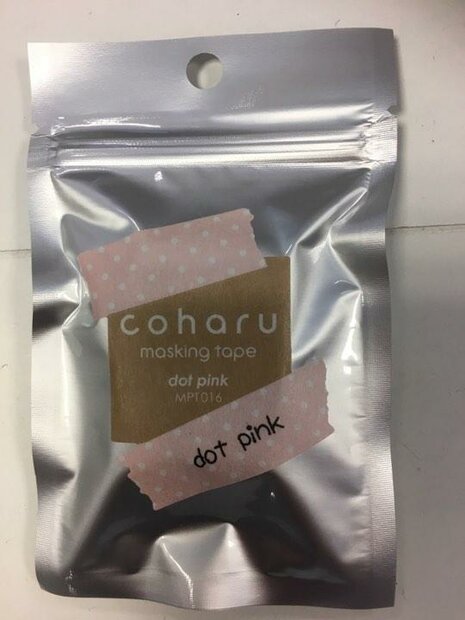 coharu
masking tape
dot pink
MPT016
dot pink